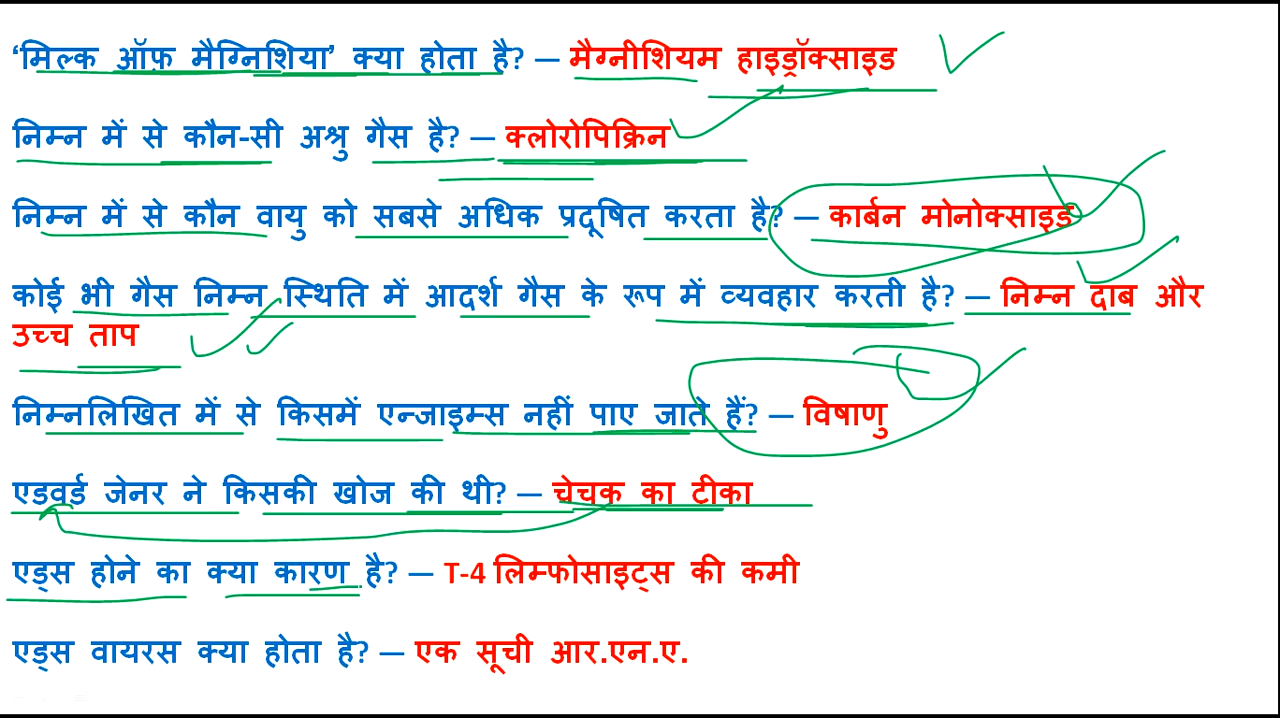 ‘मिल्क ऑफ़ मैग्निशिया’ क्या होता है? — मैग्नीशियम हाइड्रॉक्साइड
निम्न में से कौन-सी अश्रु गैस है? — क्लोरोपिक्रिन
निम्न में से कौन वायु को सबसे अधिक प्रदूषित करता है? — कार्बन मोनोक्साइड
कोई भी गैस निम्न स्थिति में आदर्श गैस के रूप में व्यवहार करती है? — निम्न दाब और
उच्च ताप
निम्नलिखित में से किसमें एन्जाइम्स नहीं पाए जाते हैं? — विषाणु
एडवर्ड जेनर ने किसकी खोज की थी? — चेचक का टीका
एड्स होने का क्या कारण है? — T-4 लिम्फोसाइट्स की कमी
एड्स वायरस क्या होता है? — एक सूची आर.एन.ए.